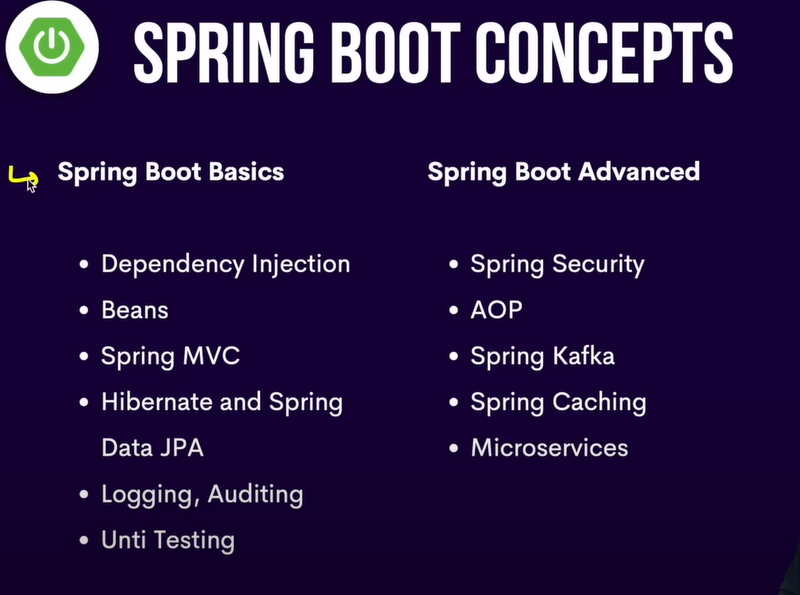 SPRING BOOT CONCEPTS
Spring Boot Basics
Dependency Injection
Beans
Spring MVC
Hibernate and Spring
Data JPA
Logging, Auditing
Unti Testing
Spring Boot Advanced
Spring Security
AOP
Spring Kafka
Spring Caching
Microservices